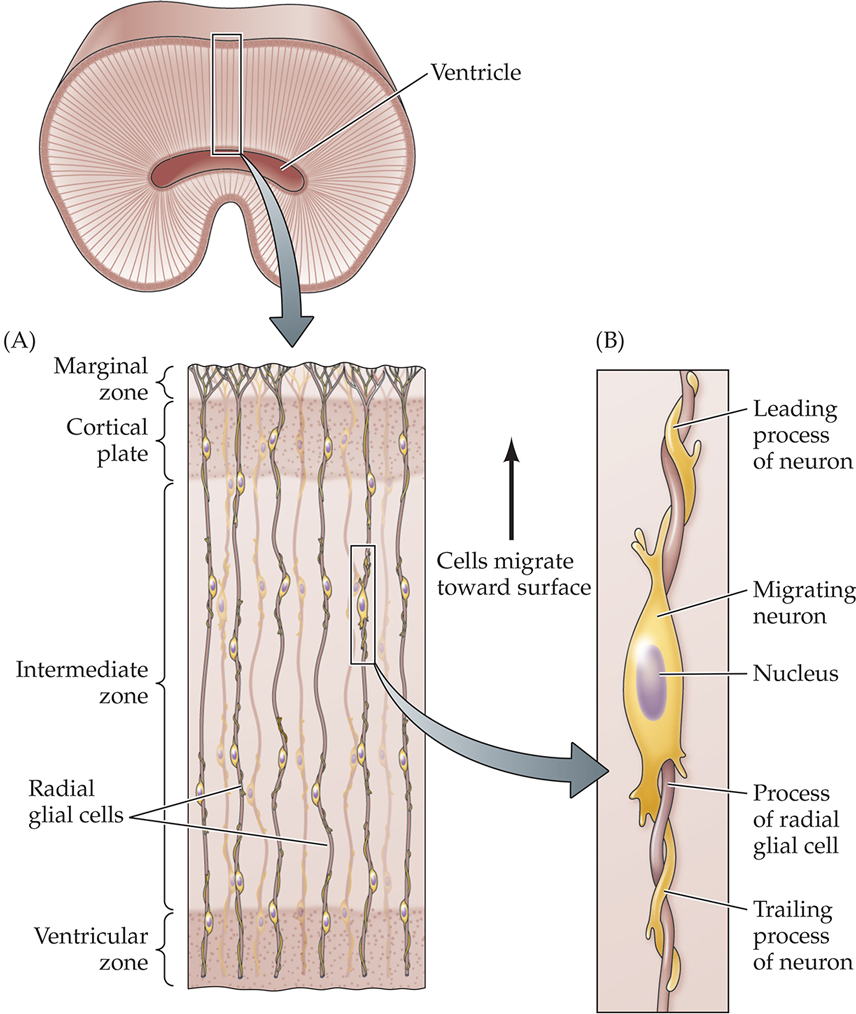 Ventricle
(A)
Marginal
zone
Cortical
plate
Intermediate
zone
Radial
glial cells
Ventricular
zone
Cells migrate
toward surface
(B)
Leading
process
of neuron
Migrating
neuron
Nucleus
Process
of radial
glial cell
Trailing
process
of neuron